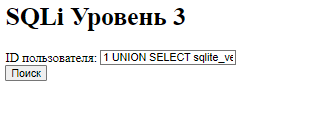 SQLi Уровень 3
ID пользователя: 1 UNION SELECT sqlite_ve
Поиск